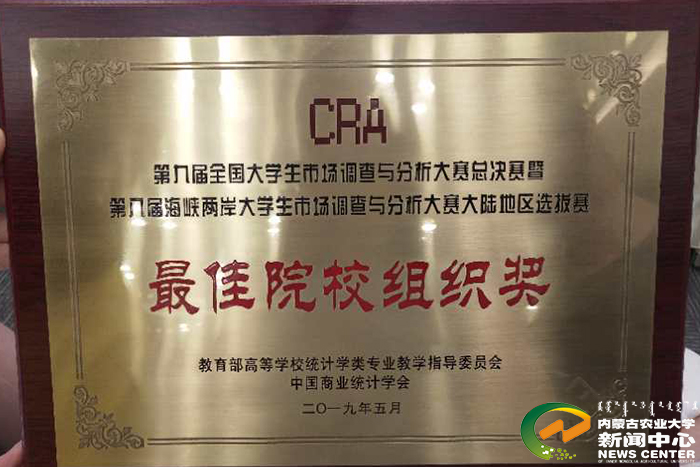 CRA
第九届全国大学生市场调查与分析大赛总决赛暨
第九届海峡两岸大学生市场调查与分析大赛大陆地区选拔赛
最佳院校组织奖
教育部高等学校统计学类专业教学指导委员会
中国商业统计学会
二〇一九年五月
内蒙古农业大学
新闻中心
NEWS CENTER
OF INNER MONGOLIA AGRICULTURAL UNIVERSITY